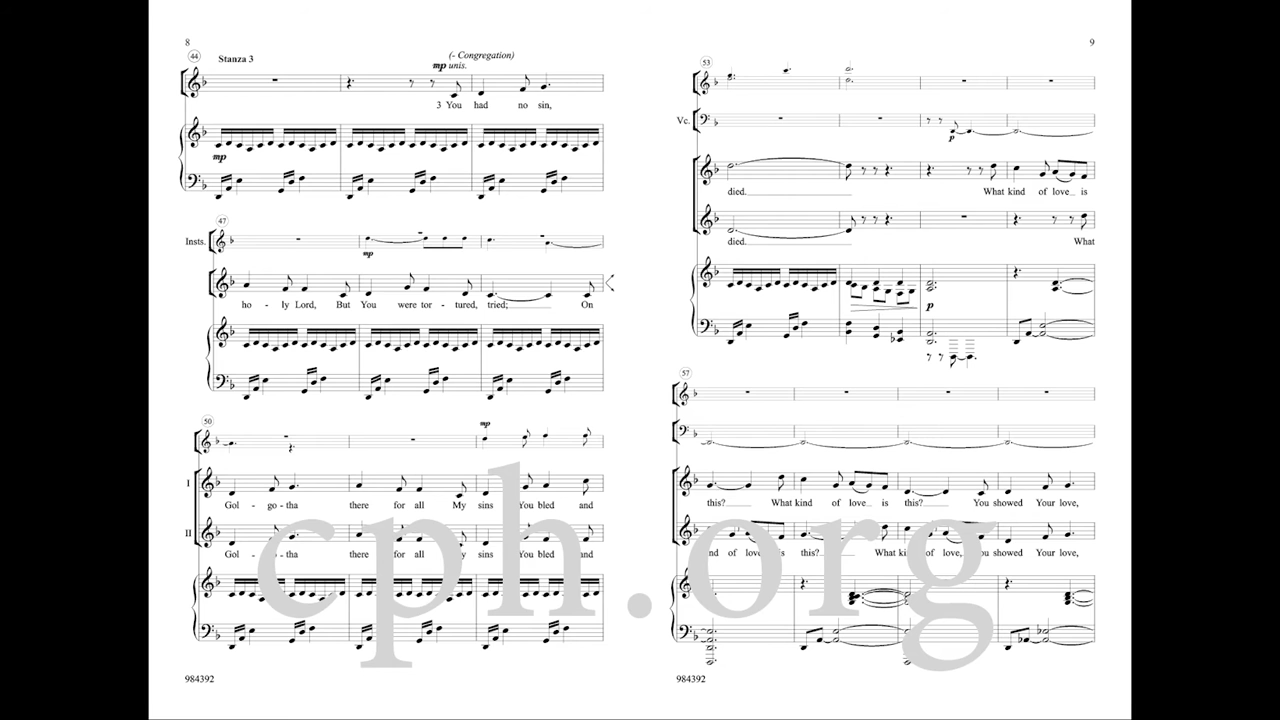 8
44 Stanza 3 (- Congregation)
mp unis.
3 You had no sin,
mp
47
Insts.
mp
ho - ly Lord, But You were tor - tured, tried; On
50
mp
I
Gol - go - tha there for all My sins You bled and
II
Gol - go - tha there for all My sins You bled and
984392
9
53
Vc.
p
died. What kind of love is
died. What
p
57
this? What kind of love is this? You showed Your love,
kind of love is this? What kind of love, You showed Your love,
984392
cph.org